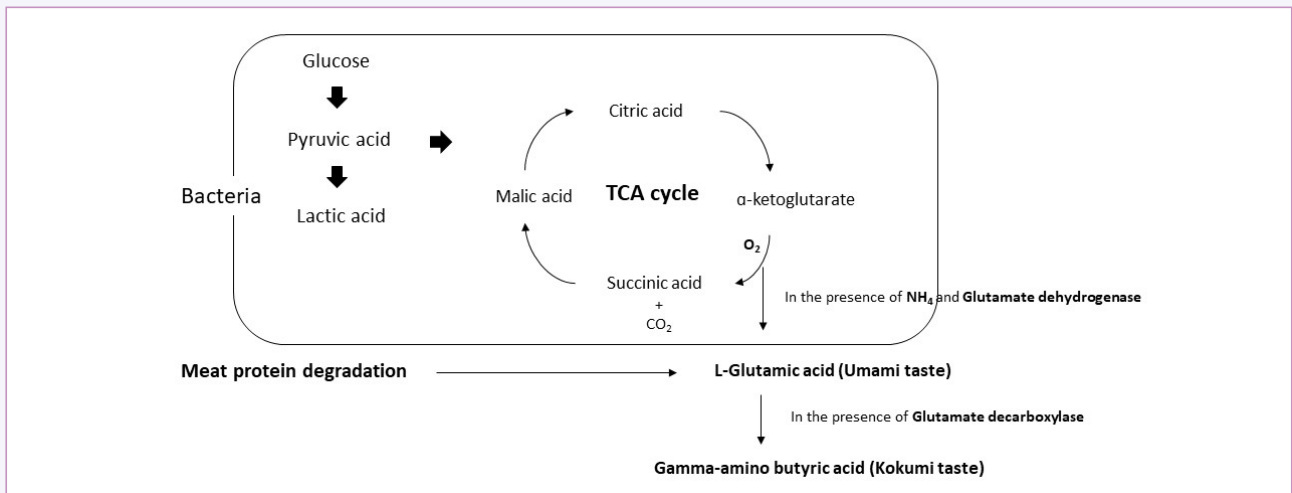 Glucose
Citric acid
Pyruvic acid
Bacteria
Malic acid
TCA cycle
ɑ-ketoglutarate
Lactic acid
O₂
Succinic acid
+
CO₂
In the presence of NH₄ and Glutamate dehydrogenase
Meat protein degradation
L-Glutamic acid (Umami taste)
In the presence of Glutamate decarboxylase
Gamma-amino butyric acid (Kokumi taste)